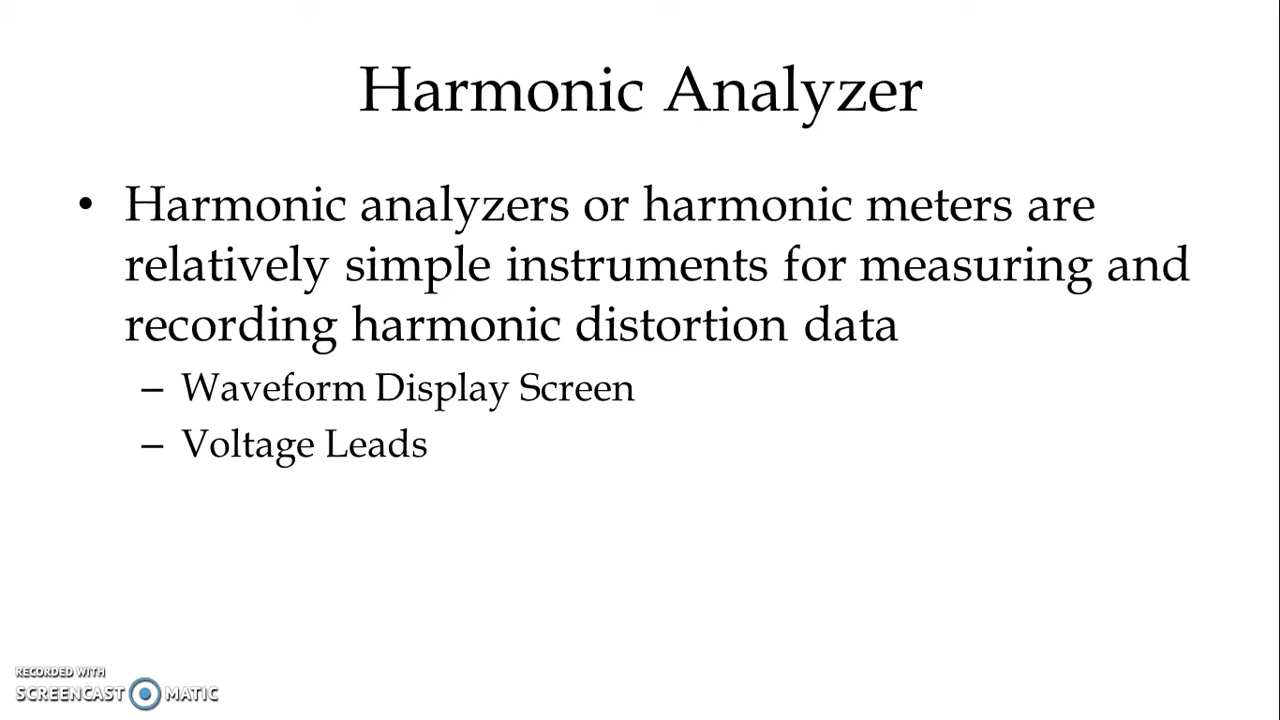 Harmonic Analyzer
• Harmonic analyzers or harmonic meters are
relatively simple instruments for measuring and
recording harmonic distortion data
– Waveform Display Screen
– Voltage Leads
RECORDED WITH
SCREENCAST MATIC